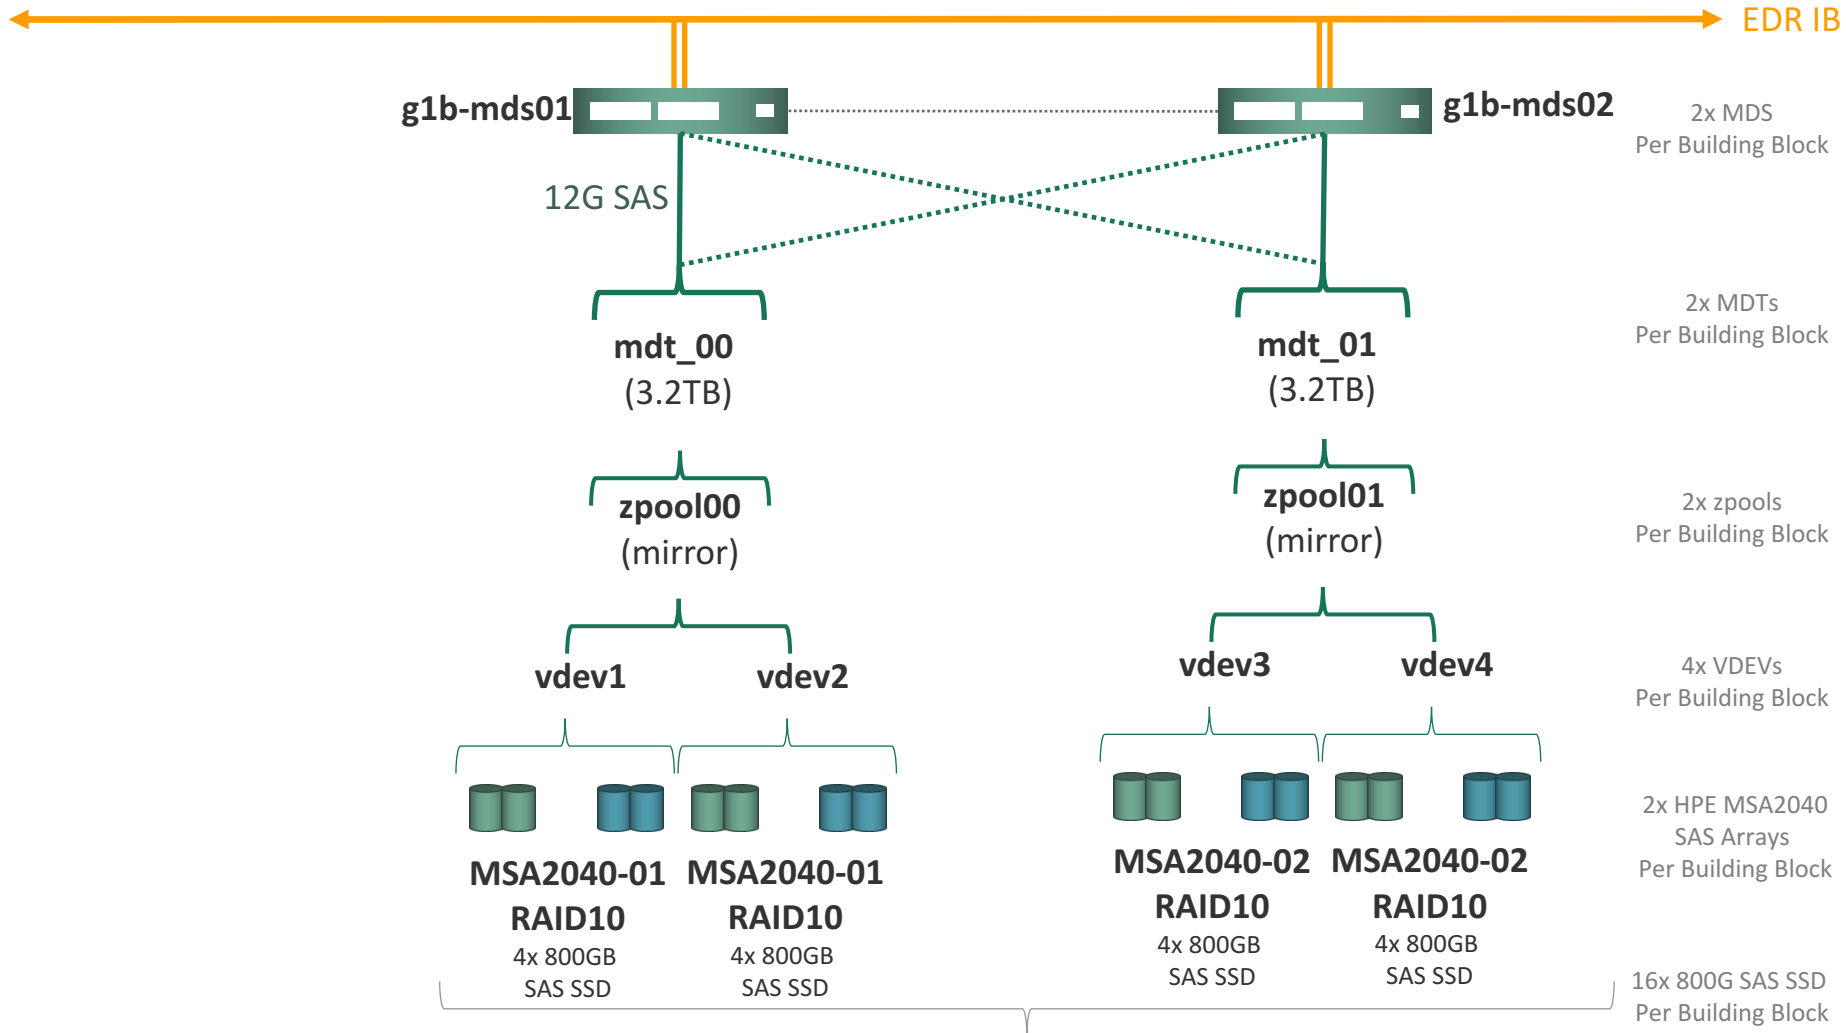 EDR IB
g1b-mds01
g1b-mds02
2x MDS
Per Building Block
12G SAS
2x MDTs
Per Building Block
mdt_00
(3.2TB)
mdt_01
(3.2TB)
2x zpools
Per Building Block
zpool00
(mirror)
zpool01
(mirror)
4x VDEVs
Per Building Block
vdev1
vdev2
vdev3
vdev4
2x HPE MSA2040
SAS Arrays
Per Building Block
MSA2040-01
RAID10
4x 800GB
SAS SSD
MSA2040-01
RAID10
4x 800GB
SAS SSD
MSA2040-02
RAID10
4x 800GB
SAS SSD
MSA2040-02
RAID10
4x 800GB
SAS SSD
16x 800G SAS SSD
Per Building Block